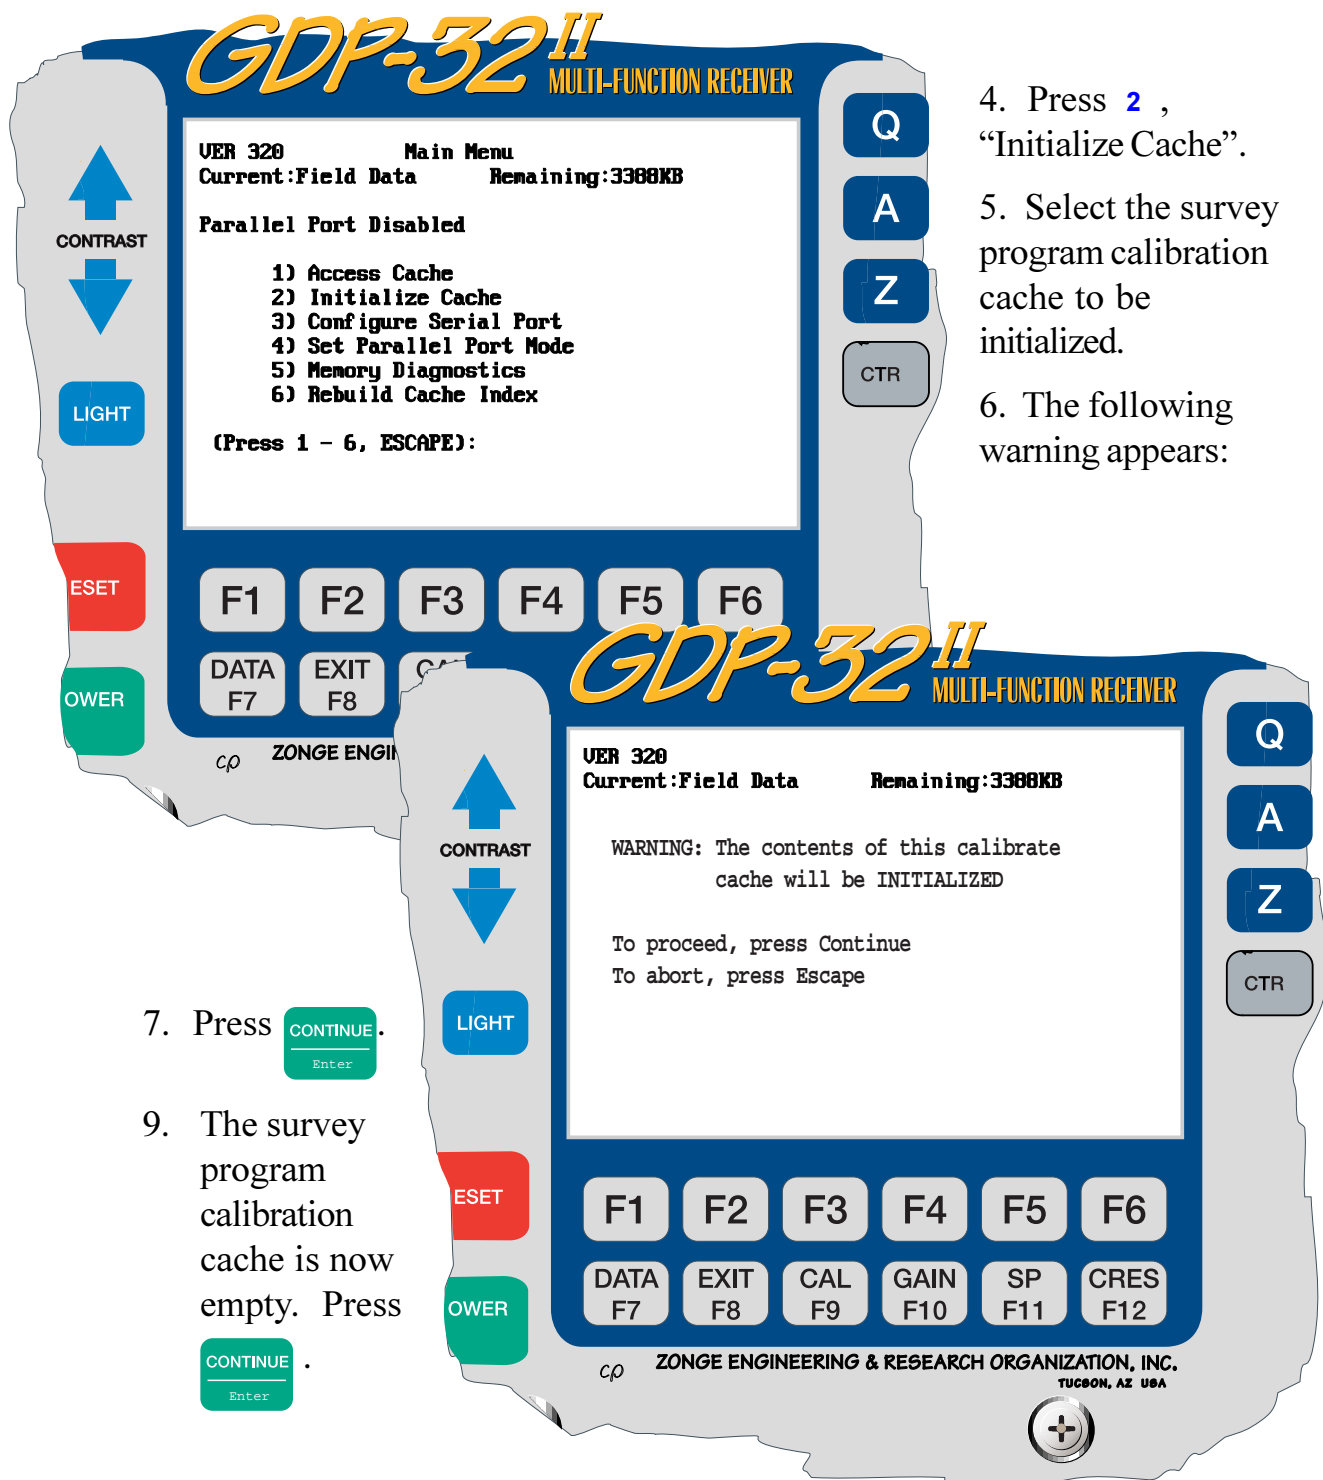 GDP-32 II
MULTI-FUNCTION RECEIVER
VER 320 Main Menu
Current:Field Data Remaining:3388KB
Parallel Port Disabled
1) Access Cache
2) Initialize Cache
3) Configure Serial Port
4) Set Parallel Port Mode
5) Memory Diagnostics
6) Rebuild Cache Index
(Press 1 - 6, ESCAPE):
CONTRAST
LIGHT
ESET
OWER
Q
A
Z
CTR
F1 F2 F3 F4 F5 F6
DATA F7
EXIT F8
cp ZONGE ENGI
4. Press 2 ,
“Initialize Cache”.
5. Select the survey
program calibration
cache to be
initialized.
6. The following
warning appears:
GDP-32 II
MULTI-FUNCTION RECEIVER
VER 320
Current:Field Data Remaining:3388KB
WARNING: The contents of this calibrate
cache will be INITIALIZED
To proceed, press Continue
To abort, press Escape
CONTRAST
LIGHT
ESET
OWER
Q
A
Z
CTR
F1 F2 F3 F4 F5 F6
DATA F7
EXIT F8
CAL F9
GAIN F10
SP F11
CRES F12
cp ZONGE ENGINEERING & RESEARCH ORGANIZATION, INC.
TUCSON, AZ USA
7. Press CONTINUE Enter .
9. The survey
program
calibration
cache is now
empty. Press
CONTINUE Enter .